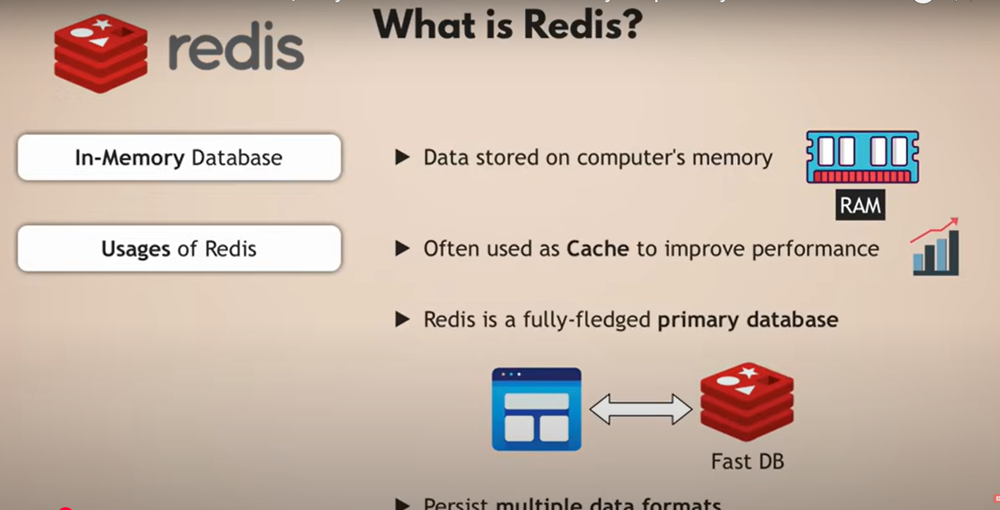 What is Redis?
redis
In-Memory Database
Data stored on computer's memory
RAM
Usages of Redis
Often used as Cache to improve performance
Redis is a fully-fledged primary database
Fast DB
Persist multiple data formats